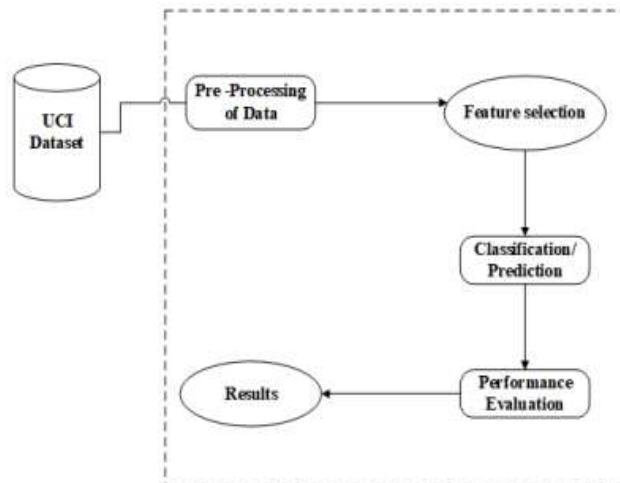 UCI
Dataset
Pre -Processing
of Data
Feature selection
Classification/
Prediction
Performance
Evaluation
Results